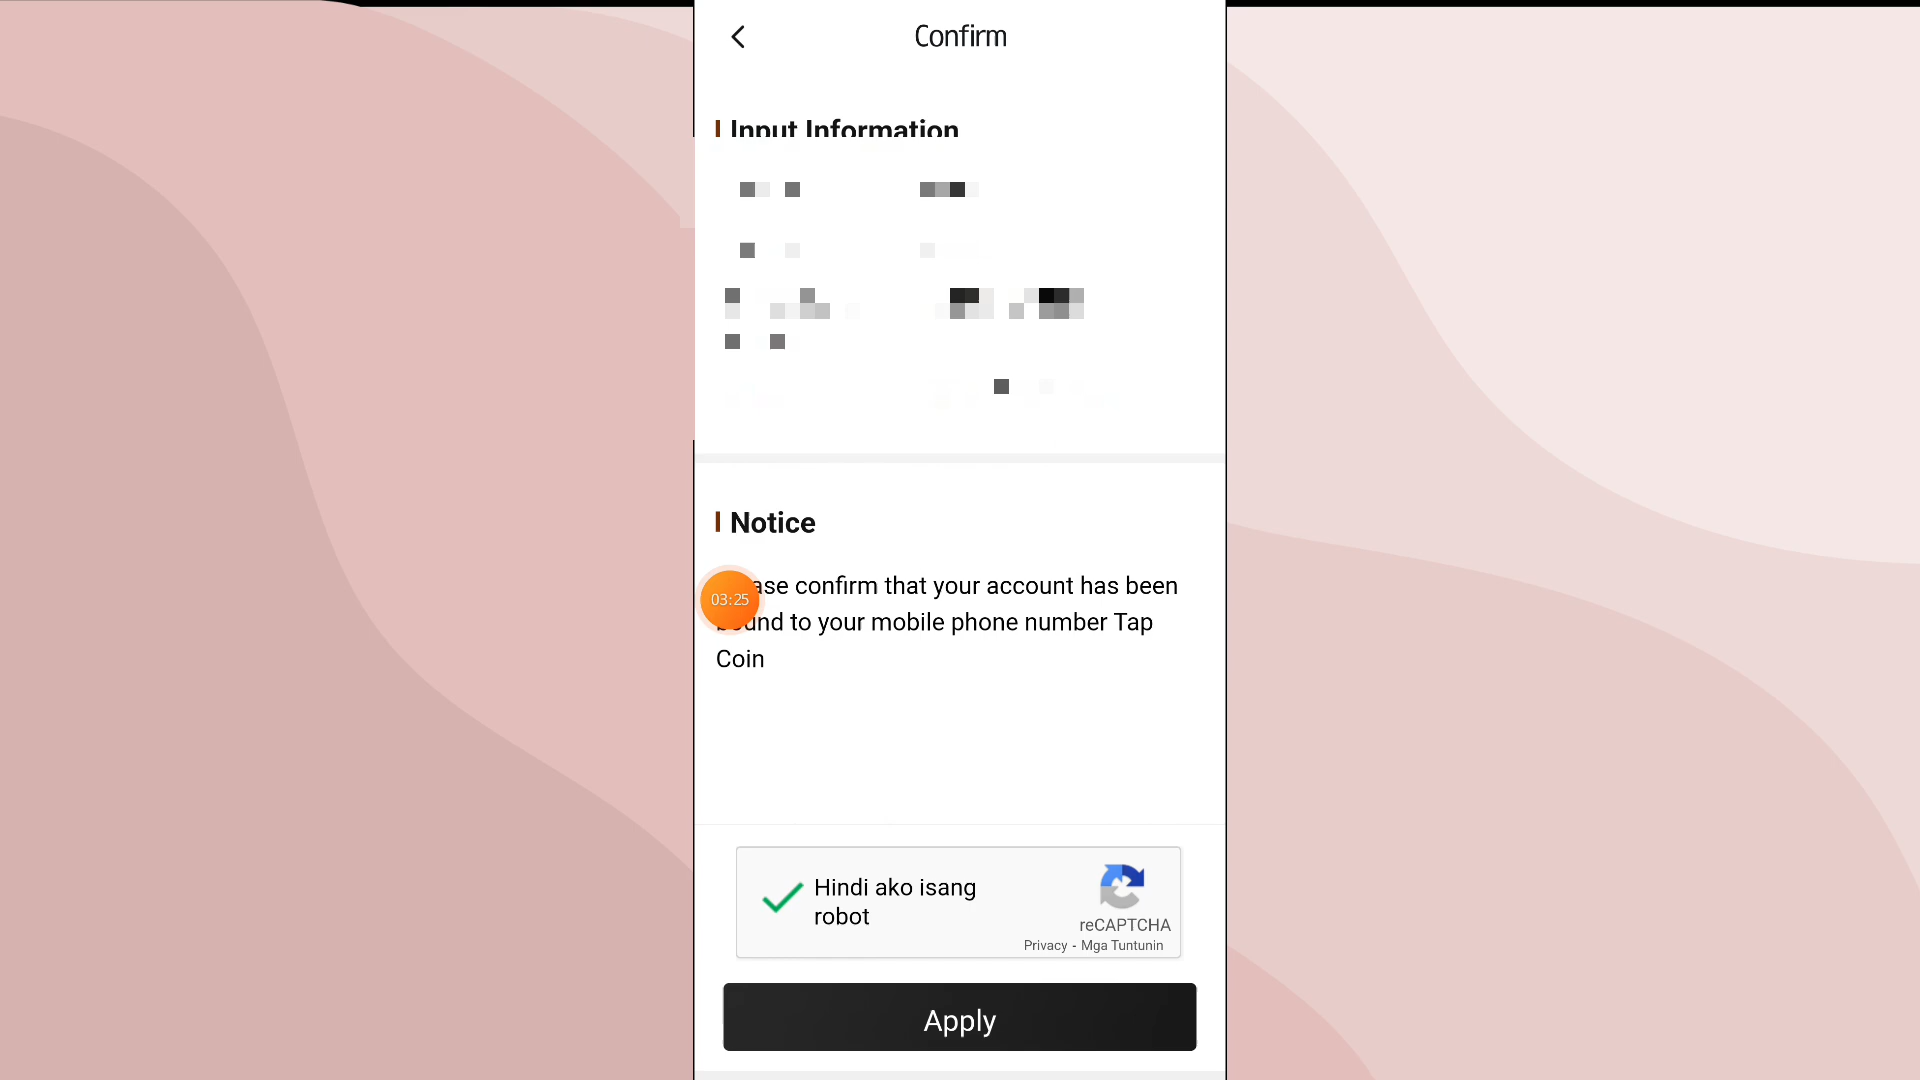 Confirm
Input Information
Notice
ase confirm that your account has been
03:25
bound to your mobile phone number Tap
Coin
Hindi ako isang
robot
reCAPTCHA
Privacy - Mga Tuntunin
Apply